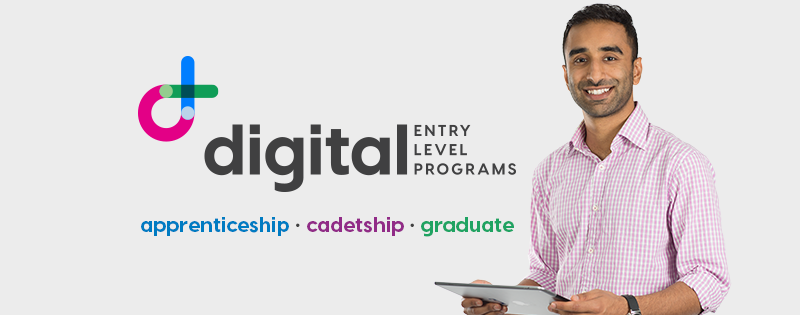 digital
ENTRY
LEVEL
PROGRAMS
apprenticeship · cadetship · graduate